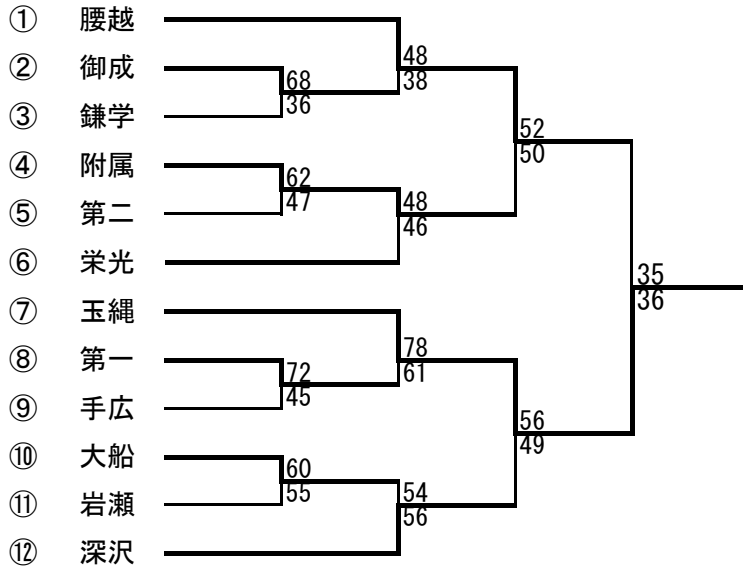 ① 腰越
② 御成
③ 鎌学
④ 附属
⑤ 第二
⑥ 栄光
⑦ 玉縄
⑧ 第一
⑨ 手広
⑩ 大船
⑪ 岩瀬
⑫ 深沢
68
36
62
47
72
45
60
55
48
38
48
46
78
61
54
56
52
50
56
49
35
36